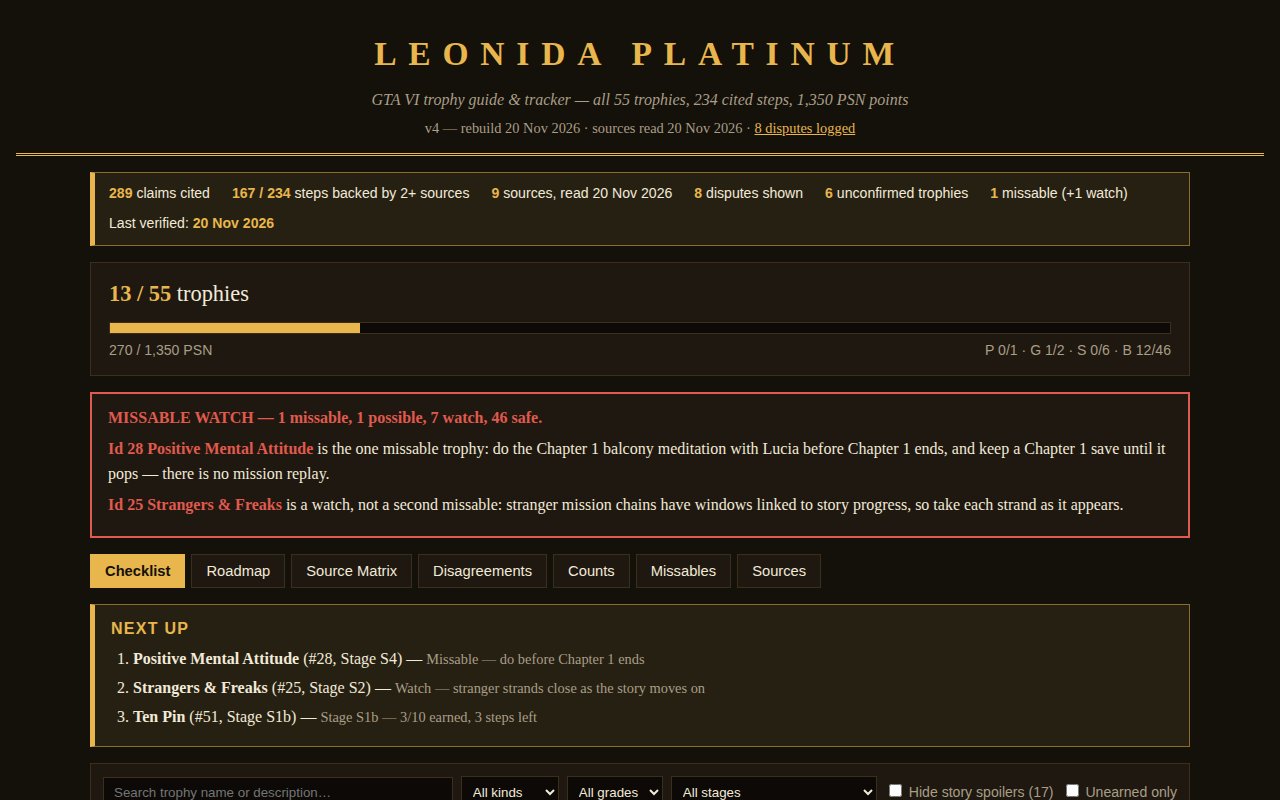 LEONIDA PLATINUM
GTA VI trophy guide & tracker — all 55 trophies, 234 cited steps, 1,350 PSN points
v4 — rebuild 20 Nov 2026 · sources read 20 Nov 2026 · 8 disputes logged
289 claims cited 167 / 234 steps backed by 2+ sources 9 sources, read 20 Nov 2026 8 disputes shown 6 unconfirmed trophies 1 missable (+1 watch)
Last verified: 20 Nov 2026
13 / 55 trophies
270 / 1,350 PSN P 0/1 · G 1/2 · S 0/6 · B 12/46
MISSABLE WATCH — 1 missable, 1 possible, 7 watch, 46 safe.
Id 28 Positive Mental Attitude is the one missable trophy: do the Chapter 1 balcony meditation with Lucia before Chapter 1 ends, and keep a Chapter 1 save until it
pops — there is no mission replay.
Id 25 Strangers & Freaks is a watch, not a second missable: stranger mission chains have windows linked to story progress, so take each strand as it appears.
Checklist Roadmap Source Matrix Disagreements Counts Missables Sources
NEXT UP
1. Positive Mental Attitude (#28, Stage S4) — Missable — do before Chapter 1 ends
2. Strangers & Freaks (#25, Stage S2) — Watch — stranger strands close as the story moves on
3. Ten Pin (#51, Stage S1b) — Stage S1b — 3/10 earned, 3 steps left
Search trophy name or description… All kinds All grades All stages Hide story spoilers (17) Unearned only